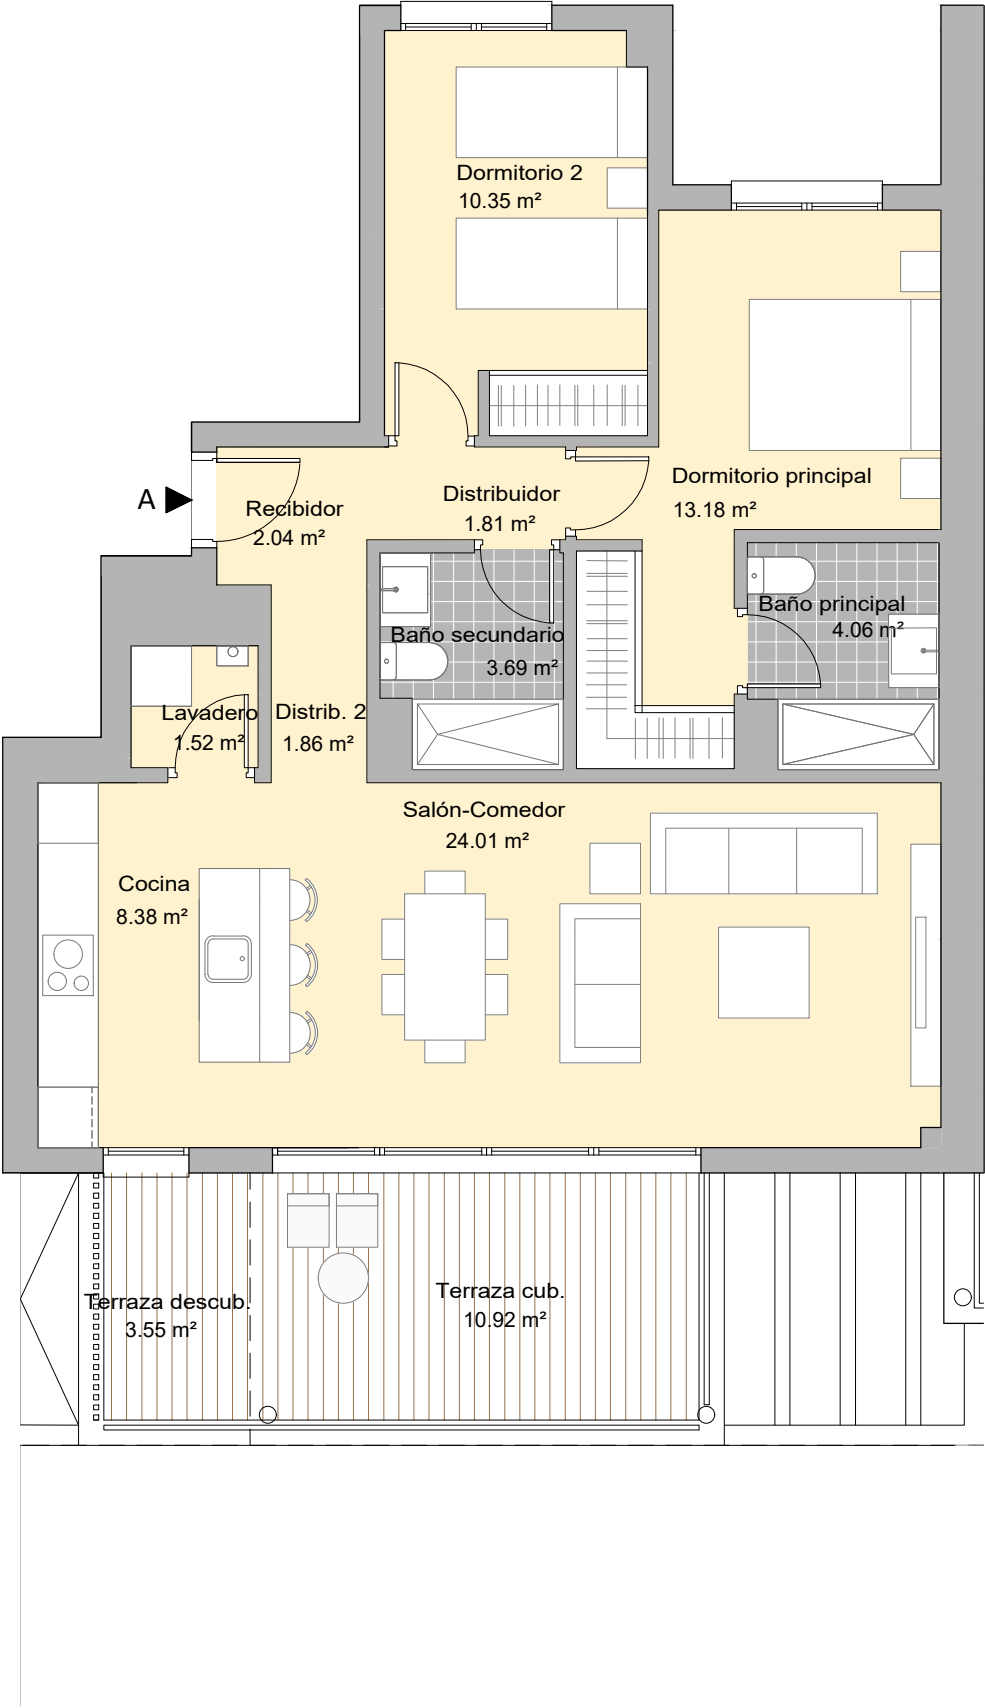 Dormitorio 2
10.35 m²
Dormitorio principal
13.18 m²
A
Recibidor
2.04 m²
Distribuidor
1.81 m²
Baño principal
4.06 m²
Baño secundario
3.69 m²
Lavadero
1.52 m²
Distrib. 2
1.86 m²
Salón-Comedor
24.01 m²
Cocina
8.38 m²
Terraza descub.
3.55 m²
Terraza cub.
10.92 m²